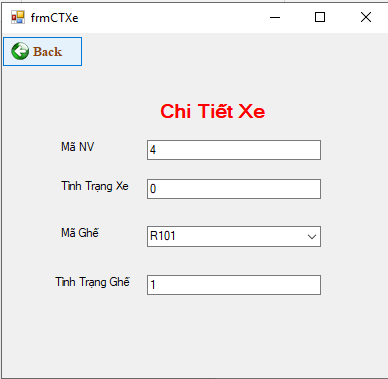 frmCTXe
Back
Chi Tiết Xe
Mã NV 4
Tình Trạng Xe 0
Mã Ghế R101
Tình Trạng Ghế 1